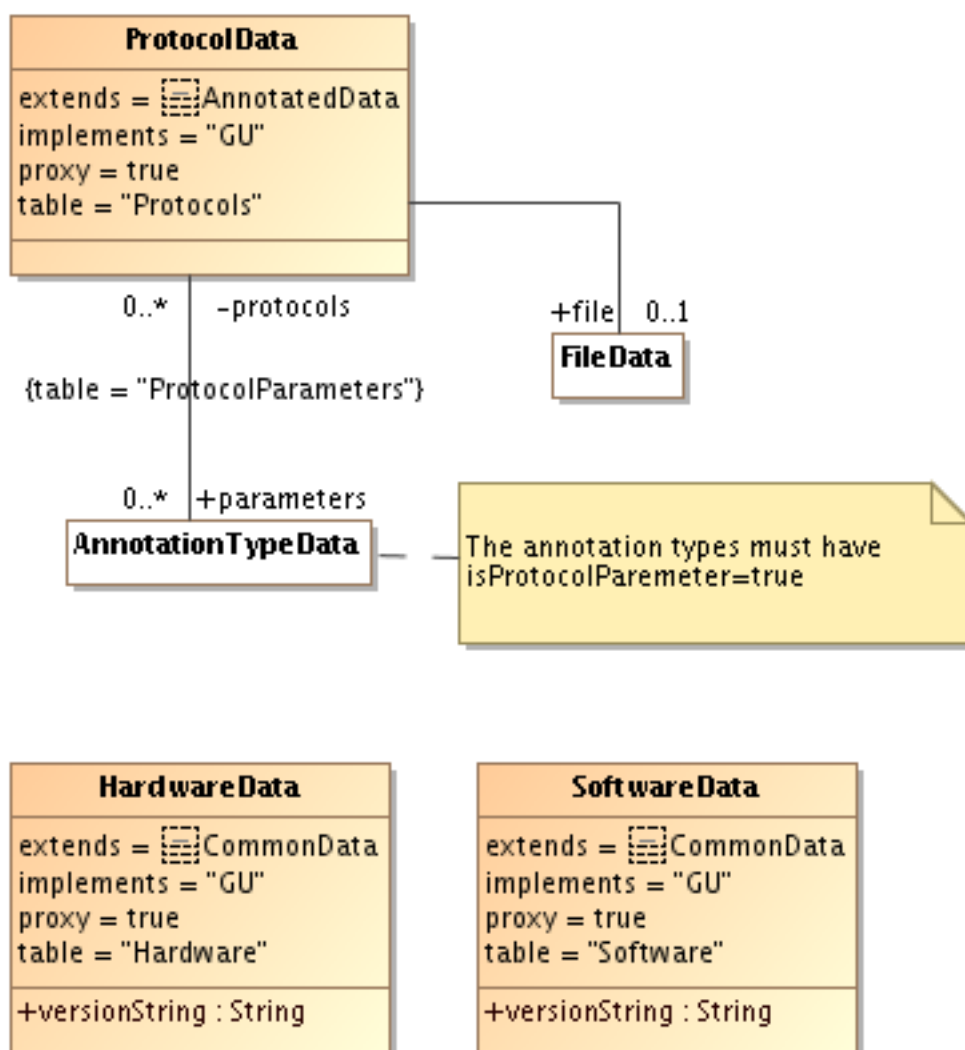 ProtocolData
extends = AnnotatedData
implements = "GU"
proxy = true
table = "Protocols"
0..* -protocols
+file 0..1
FileData
{table = "ProtocolParameters"}
0..* +parameters
AnnotationTypeData
The annotation types must have
isProtocolParemeter=true
HardwareData
extends = CommonData
implements = "GU"
proxy = true
table = "Hardware"
+versionString : String
SoftwareData
extends = CommonData
implements = "GU"
proxy = true
table = "Software"
+versionString : String